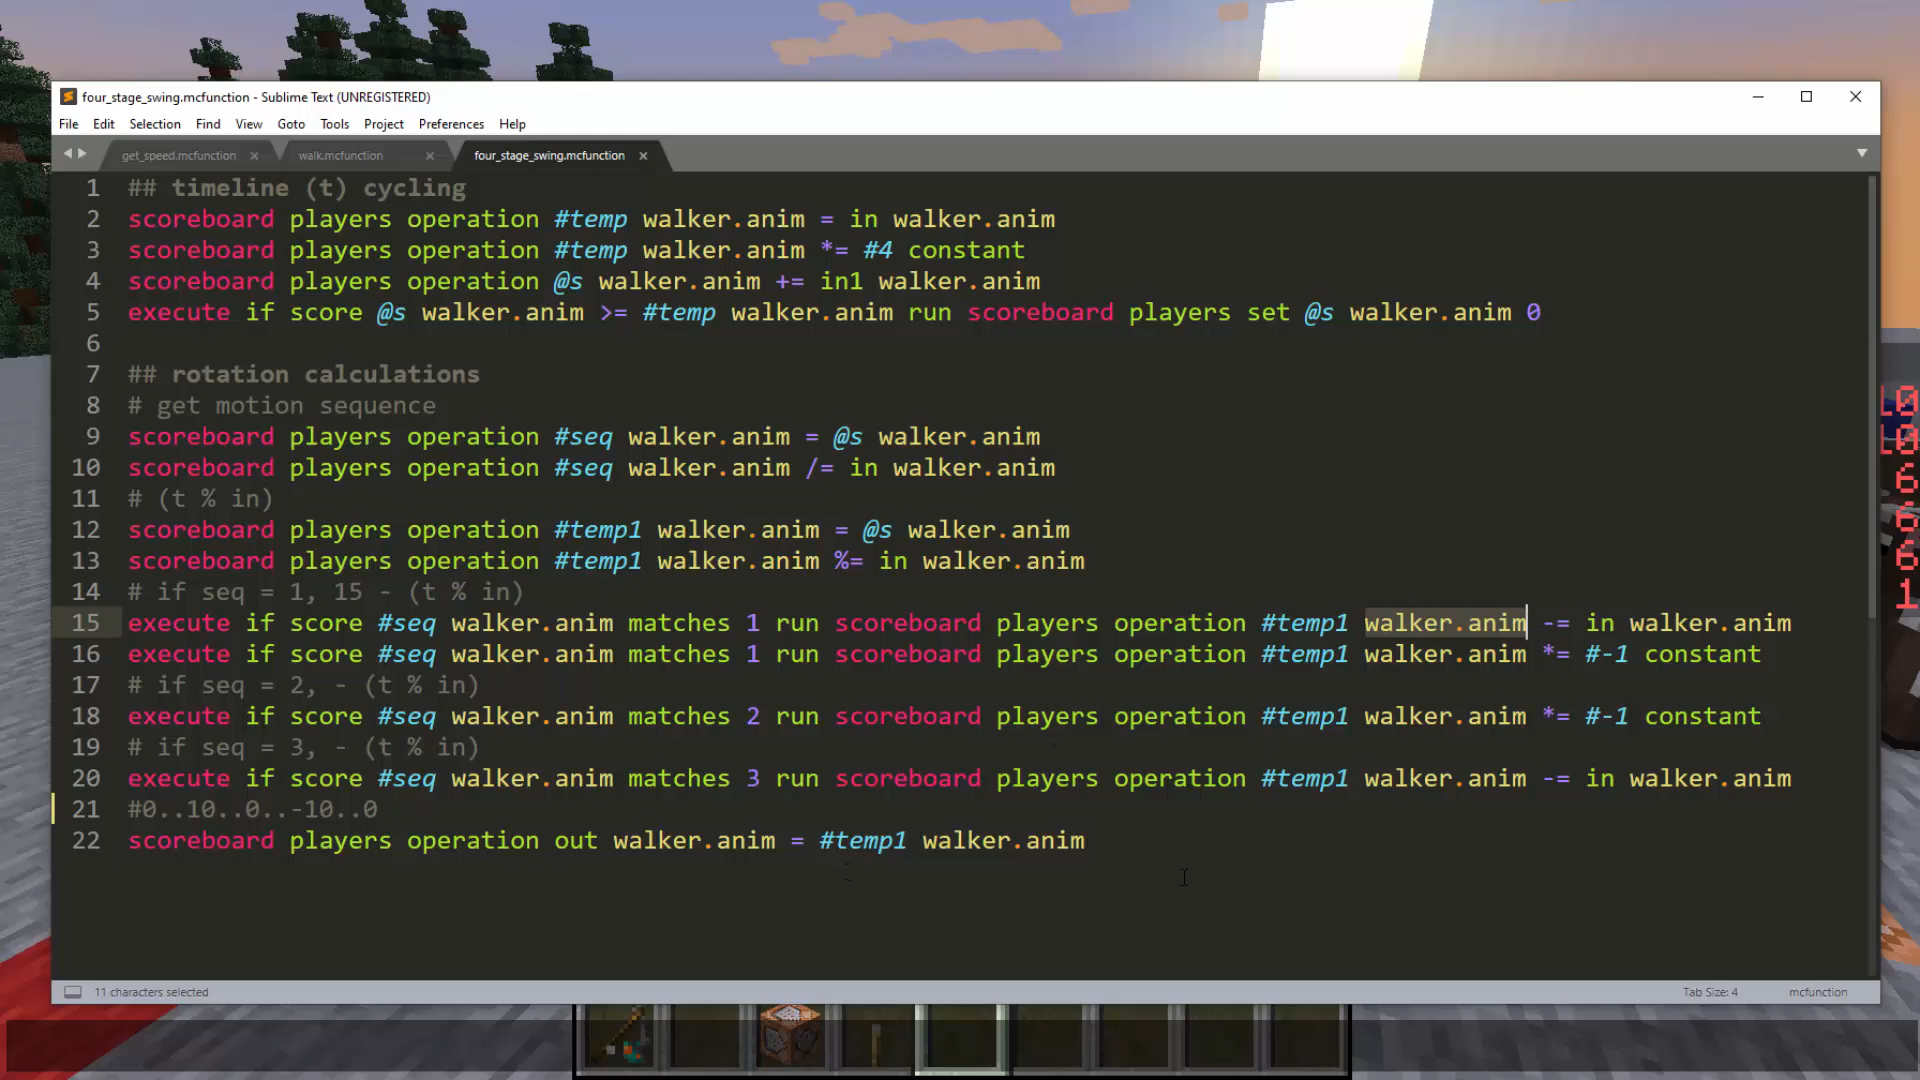 four_stage_swing.mcfunction - Sublime Text (UNREGISTERED)
File Edit Selection Find View Goto Tools Project Preferences Help
get_speed.mcfunction walk.mcfunction four_stage_swing.mcfunction
1 ## timeline (t) cycling
2 scoreboard players operation #temp walker.anim = in walker.anim
3 scoreboard players operation #temp walker.anim *= #4 constant
4 scoreboard players operation @s walker.anim += in1 walker.anim
5 execute if score @s walker.anim >= #temp walker.anim run scoreboard players set @s walker.anim 0
6
7 ## rotation calculations
8 # get motion sequence
9 scoreboard players operation #seq walker.anim = @s walker.anim
10 scoreboard players operation #seq walker.anim /= in walker.anim
11 # (t % in)
12 scoreboard players operation #temp1 walker.anim = @s walker.anim
13 scoreboard players operation #temp1 walker.anim %= in walker.anim
14 # if seq = 1, 15 - (t % in)
15 execute if score #seq walker.anim matches 1 run scoreboard players operation #temp1 walker.anim -= in walker.anim
16 execute if score #seq walker.anim matches 1 run scoreboard players operation #temp1 walker.anim *= #-1 constant
17 # if seq = 2, - (t % in)
18 execute if score #seq walker.anim matches 2 run scoreboard players operation #temp1 walker.anim *= #-1 constant
19 # if seq = 3, - (t % in)
20 execute if score #seq walker.anim matches 3 run scoreboard players operation #temp1 walker.anim -= in walker.anim
21 #0..10..0..-10..0
22 scoreboard players operation out walker.anim = #temp1 walker.anim
10
10
6
6
6
1
11 characters selected
Tab Size: 4
mcfunction